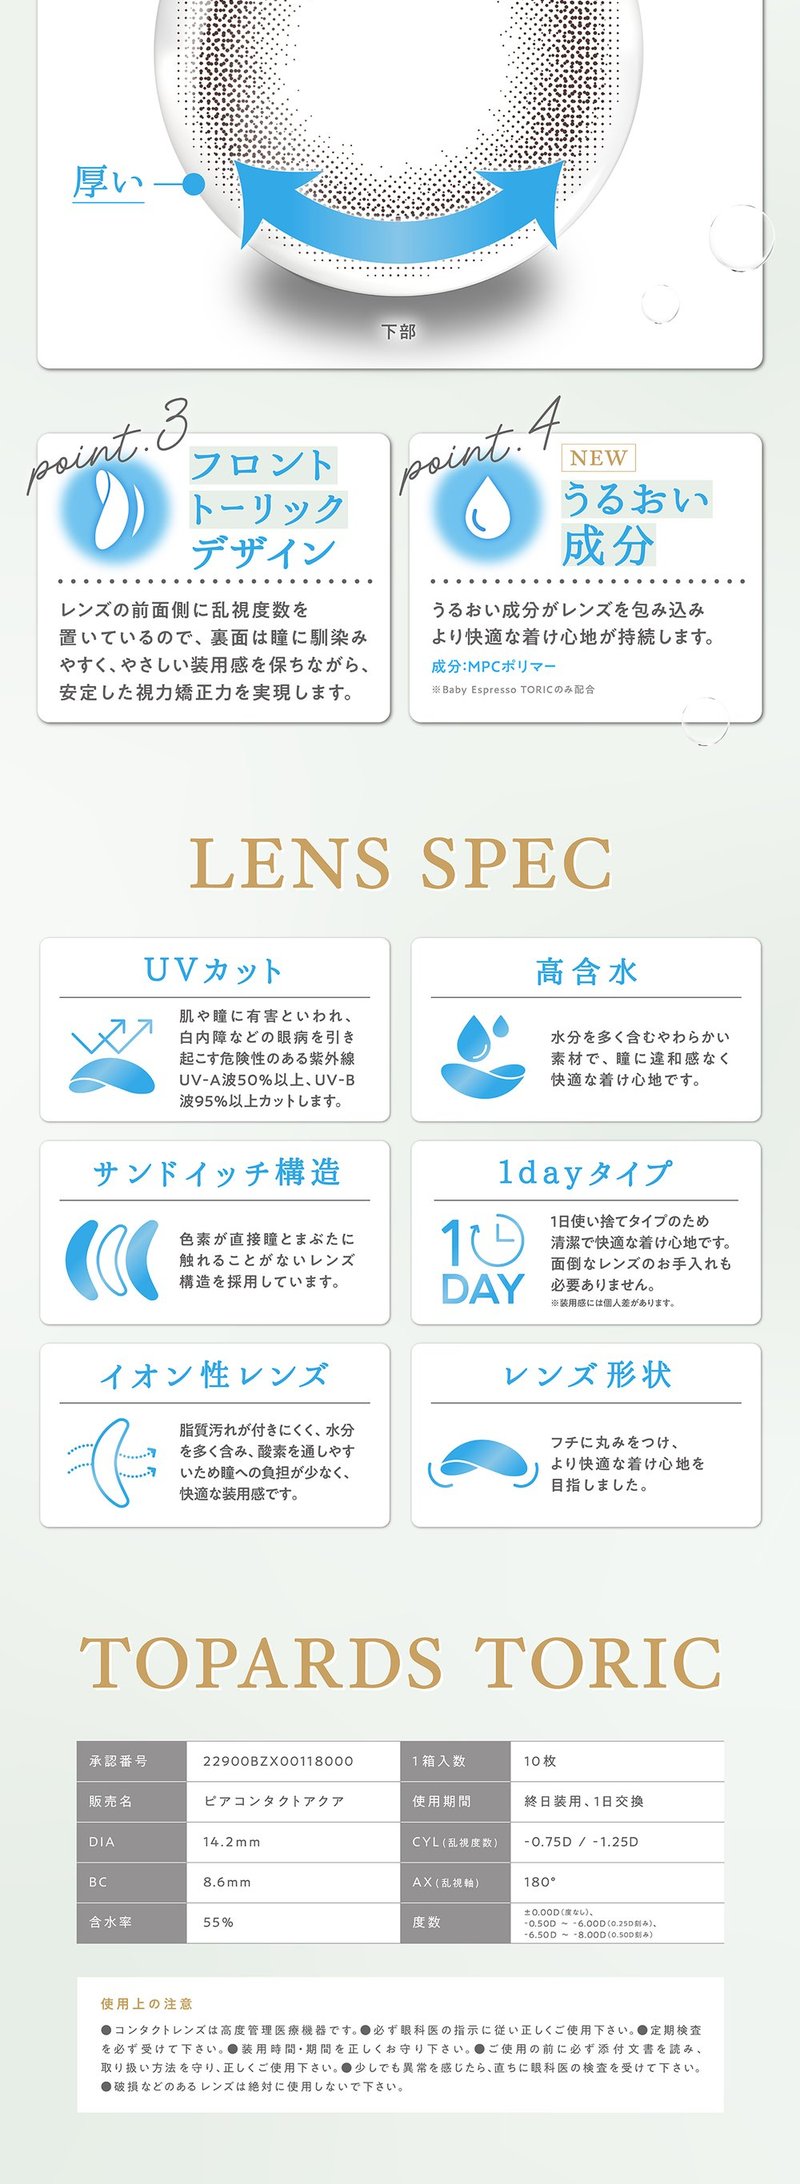 厚い
下部
point.3
フロント
トーリック
デザイン
レンズの前面側に乱視度数を
置いているので、裏面は瞳に馴染み
やすく、やさしい装用感を保ちながら、
安定した視力矯正力を実現します。
point.4
NEW
うるおい
成分
うるおい成分がレンズを包み込み
より快適な着け心地が持続します。
成分:MPCポリマー
※Baby Espresso TORICのみ配合
LENS SPEC
UVカット
肌や瞳に有害といわれ、
白内障などの眼病を引き
起こす危険性のある紫外線
UV-A波50%以上、UV-B
波95%以上カットします。
高含水
水分を多く含むやわらかい
素材で、瞳に違和感なく
快適な着け心地です。
サンドイッチ構造
色素が直接瞳とまぶたに
触れることがないレンズ
構造を採用しています。
1dayタイプ
1
DAY
1日使い捨てタイプのため
清潔で快適な着け心地です。
面倒なレンズのお手入れも
必要ありません。
※装用感には個人差があります。
イオン性レンズ
脂質汚れが付きにくく、水分
を多く含み、酸素を通しやす
いため瞳への負担が少なく、
快適な装用感です。
レンズ形状
フチに丸みをつけ、
より快適な着け心地を
目指しました。
TOPARDS TORIC
承認番号 22900BZX00118000 1箱入数 10枚
販売名 ピアコンタクトアクア 使用期間 終日装用、1日交換
DIA 14.2mm CYL(乱視度数) -0.75D / -1.25D
BC 8.6mm AX(乱視軸) 180°
含水率 55% 度数 ±0.00D(度なし)、
-0.50D ~ -6.00D(0.25D刻み)、
-6.50D ~ -8.00D(0.50D刻み)
使用上の注意
●コンタクトレンズは高度管理医療機器です。●必ず眼科医の指示に従い正しくご使用下さい。●定期検査
を必ず受けて下さい。●装用時間・期間を正しくお守り下さい。●ご使用の前に必ず添付文書を読み、
取り扱い方法を守り、正しくご使用下さい。●少しでも異常を感じたら、直ちに眼科医の検査を受けて下さい。
●破損などのあるレンズは絶対に使用しないで下さい。